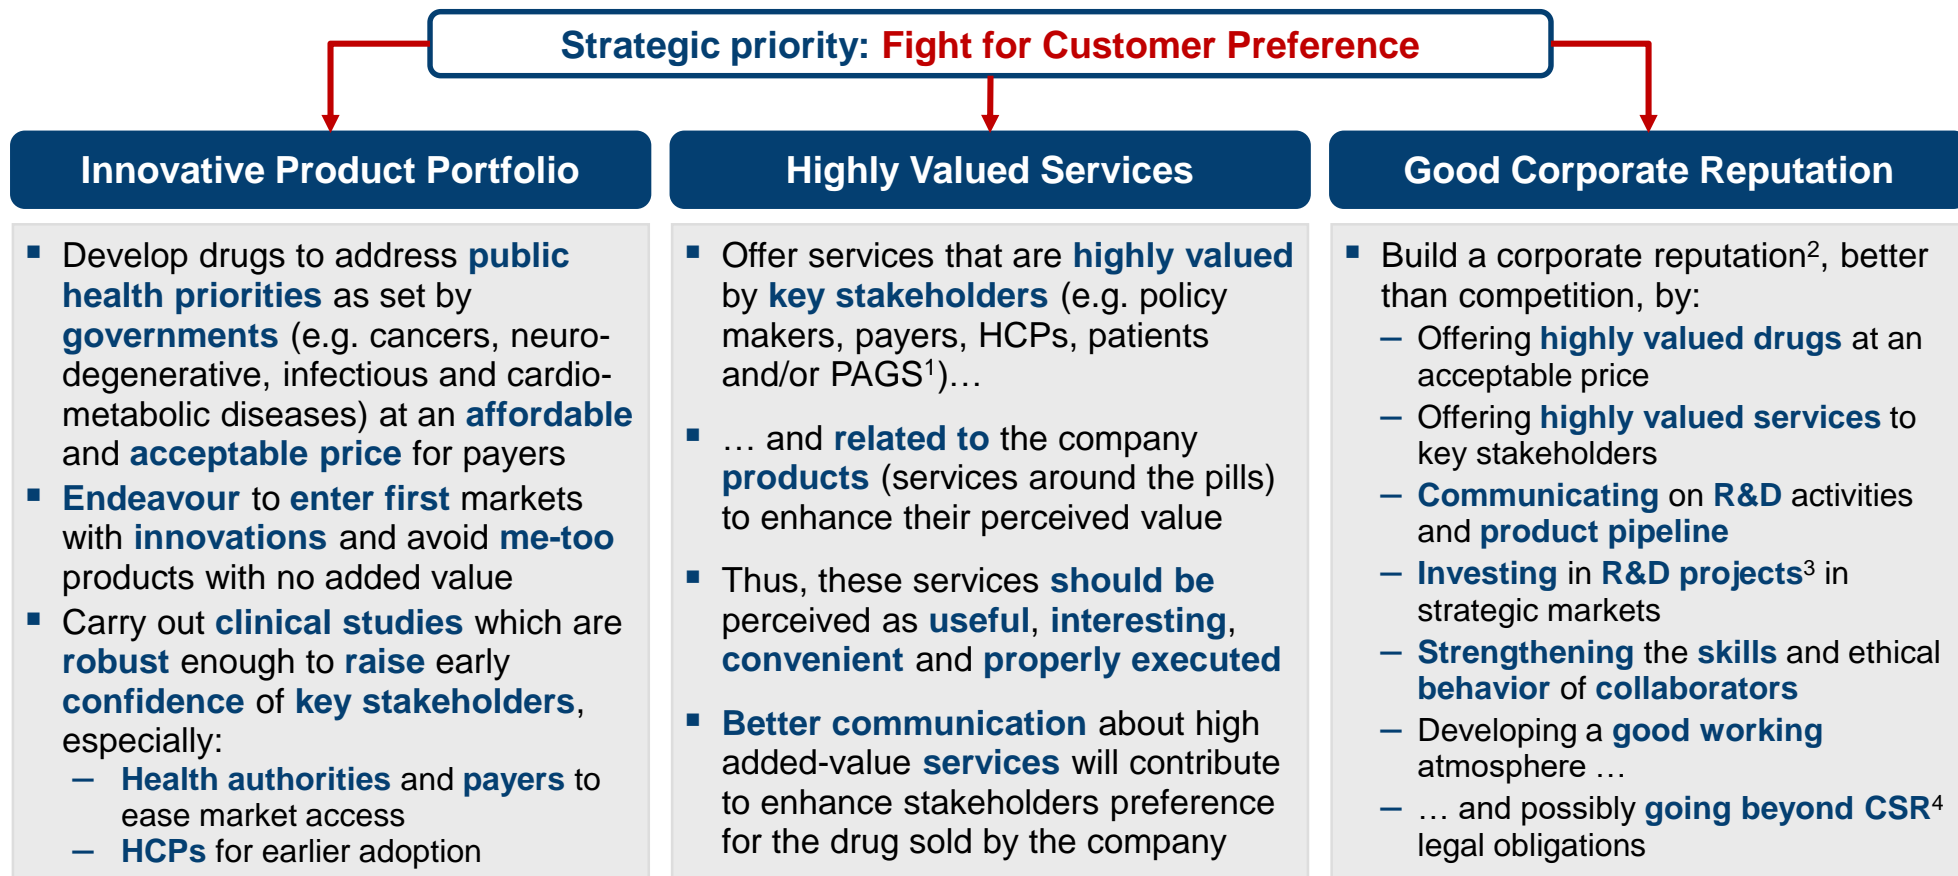 Strategic priority: Fight for Customer Preference
Innovative Product Portfolio
▪ Develop drugs to address public
health priorities as set by
governments (e.g. cancers, neuro-
degenerative, infectious and cardio-
metabolic diseases) at an affordable
and acceptable price for payers
▪ Endeavour to enter first markets
with innovations and avoid me-too
products with no added value
▪ Carry out clinical studies which are
robust enough to raise early
confidence of key stakeholders,
especially:
– Health authorities and payers to
ease market access
– HCPs for earlier adoption
Highly Valued Services
▪ Offer services that are highly valued
by key stakeholders (e.g. policy
makers, payers, HCPs, patients
and/or PAGS¹)…
▪ … and related to the company
products (services around the pills)
to enhance their perceived value
▪ Thus, these services should be
perceived as useful, interesting,
convenient and properly executed
▪ Better communication about high
added-value services will contribute
to enhance stakeholders preference
for the drug sold by the company
Good Corporate Reputation
▪ Build a corporate reputation², better
than competition, by:
– Offering highly valued drugs at an
acceptable price
– Offering highly valued services to
key stakeholders
– Communicating on R&D activities
and product pipeline
– Investing in R&D projects³ in
strategic markets
– Strengthening the skills and ethical
behavior of collaborators
– Developing a good working
atmosphere …
– … and possibly going beyond CSR⁴
legal obligations